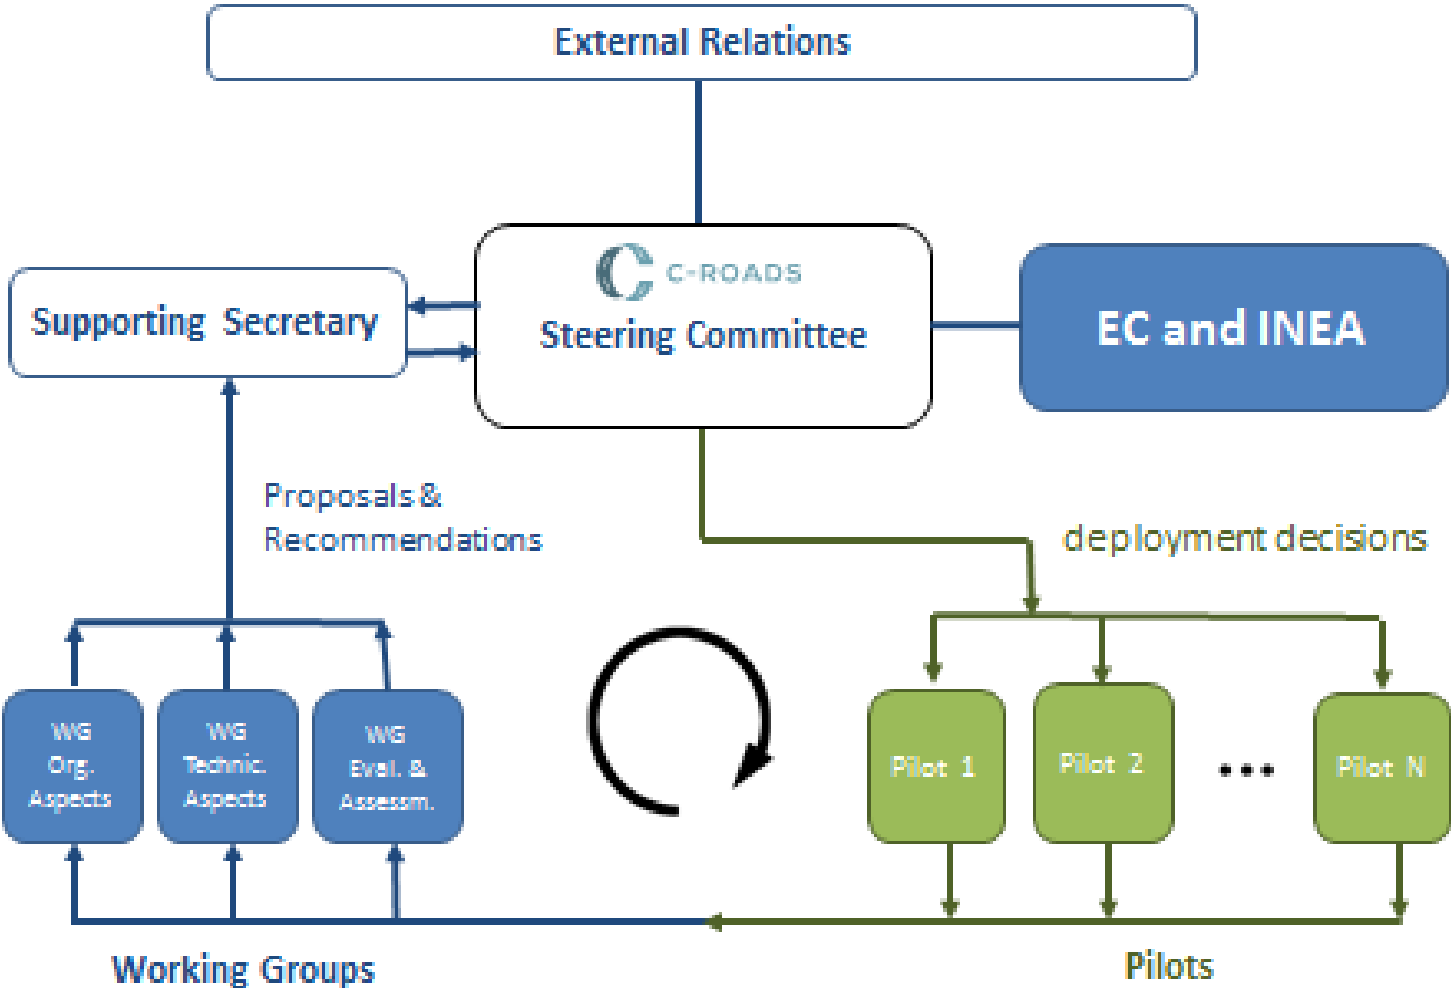 External Relations
C-ROADS
Steering Committee
Supporting Secretary
EC and INEA
Proposals &
Recommendations
deployment decisions
WG
Org.
Aspects
WG
Technic.
Aspects
WG
Eval. &
Assessm.
Pilot 1
Pilot 2
...
Pilot N
Working Groups
Pilots